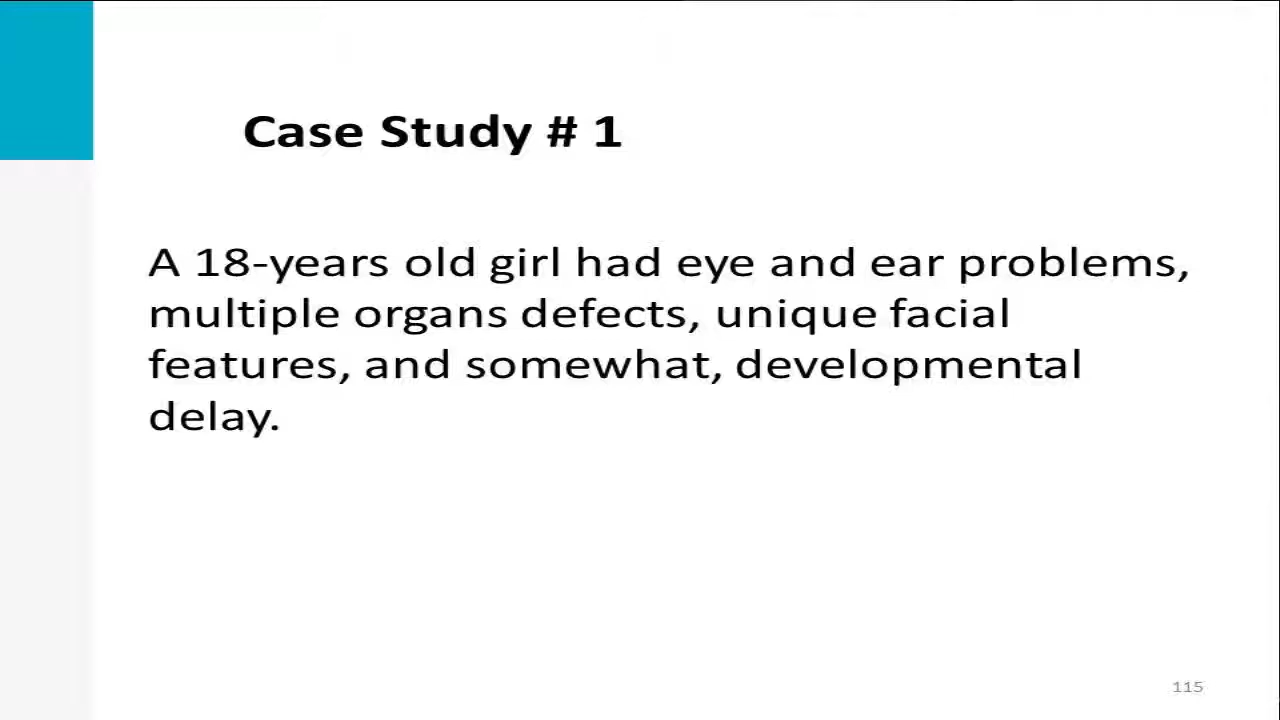 Case Study # 1
A 18-years old girl had eye and ear problems,
multiple organs defects, unique facial
features, and somewhat, developmental
delay.
115